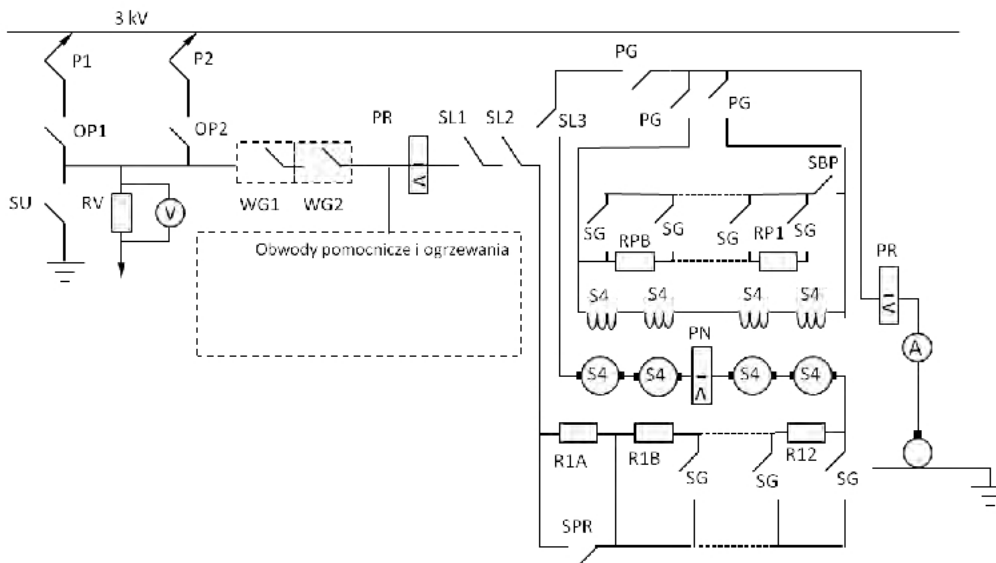 3 kV
P1
P2
PG
OP1
OP2
PR
SL1
SL2
SL3
PG
PG
SBP
SU
RV
V
WG1
WG2
SG
SG
SG
SG
Obwody pomocnicze i ogrzewania
RPB
RP1
PR
I
V
I
V
S4
S4
S4
S4
PN
I
V
A
S4
S4
S4
S4
R1A
R1B
R12
SG
SG
SG
SPR